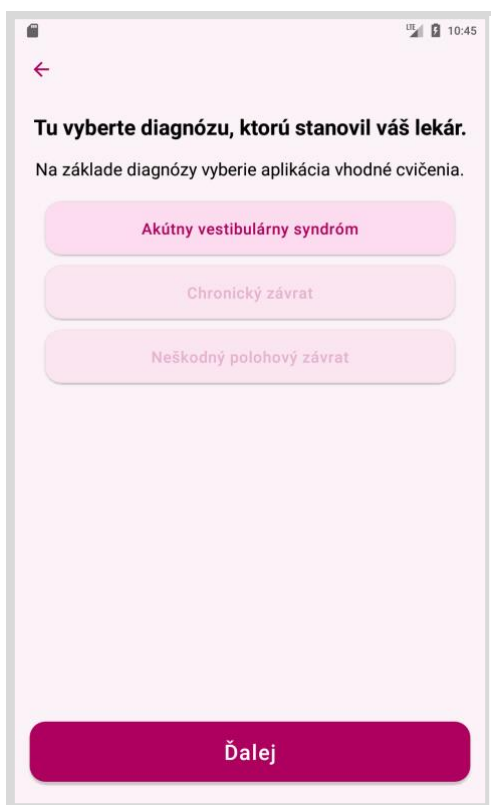 LTE 10:45
Tu vyberte diagnózu, ktorú stanovil váš lekár.
Na základe diagnózy vyberie aplikácia vhodné cvičenia.
Akútny vestibulárny syndróm
Chronický závrat
Neškodný polohový závrat
Ďalej